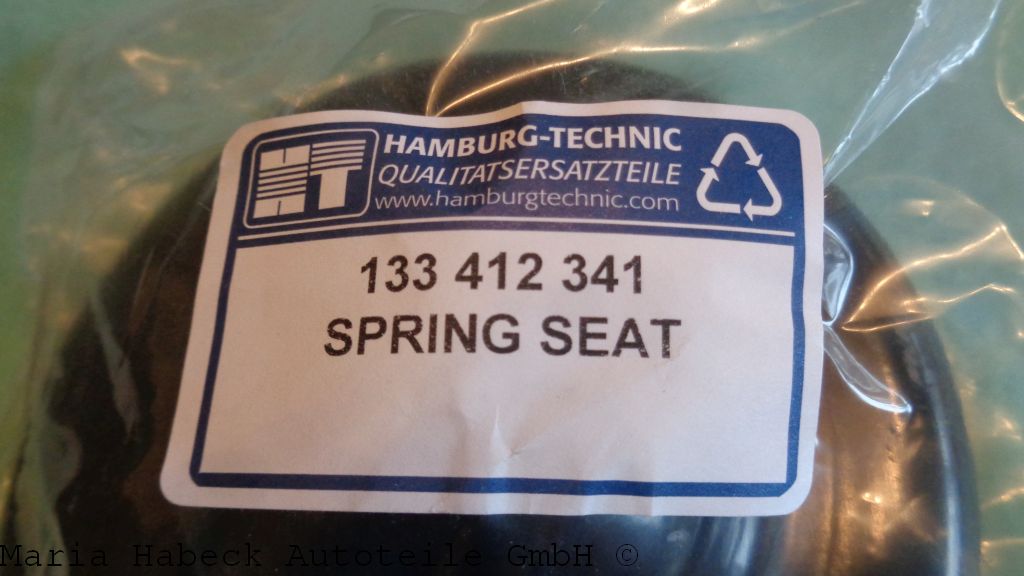 HT
HAMBURG-TECHNIC
QUALITATSERSATZTEILE
www.hamburgtechnic.com
133 412 341
SPRING SEAT
Maria Habeck Autoteile GmbH ©